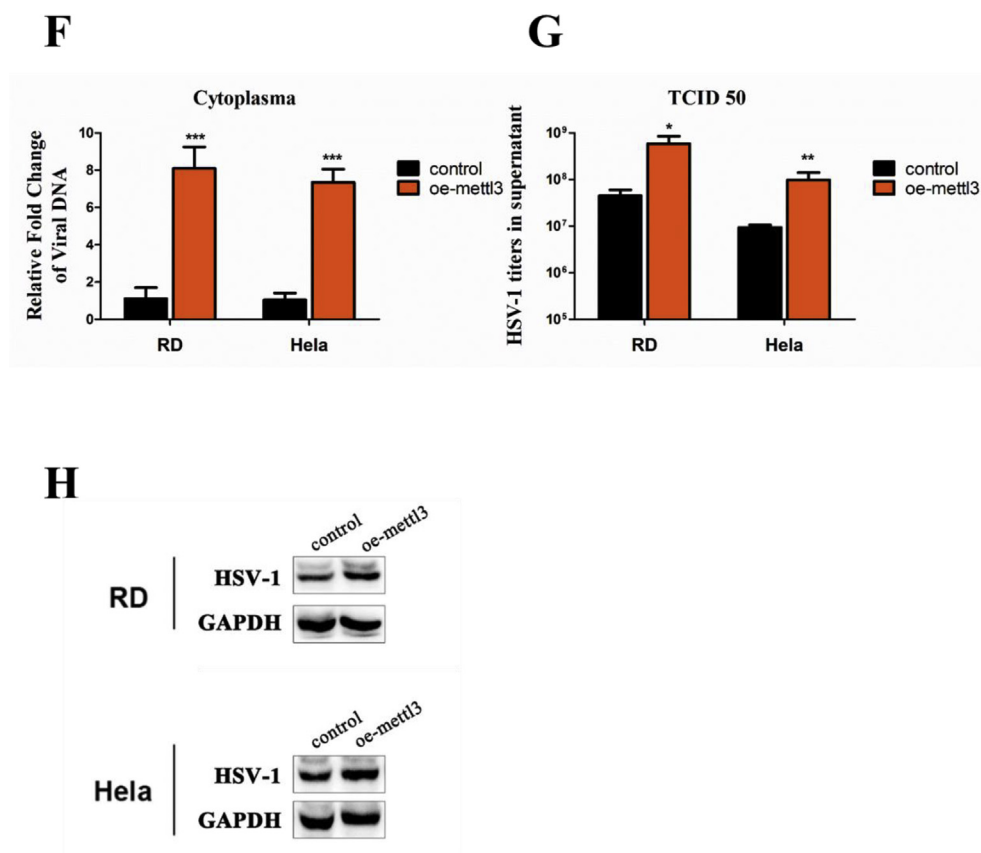 F
Cytoplasma
Relative Fold Change
of Viral DNA
10
8
6
4
2
0
***
***
RD
Hela
control
oe-mettl3
G
TCID 50
HSV-1 titers in supernatant
10⁹
10⁸
10⁷
10⁶
10⁵
*
**
RD
Hela
control
oe-mettl3
H
control
oe-mettl3
RD
HSV-1
GAPDH
control
oe-mettl3
Hela
HSV-1
GAPDH